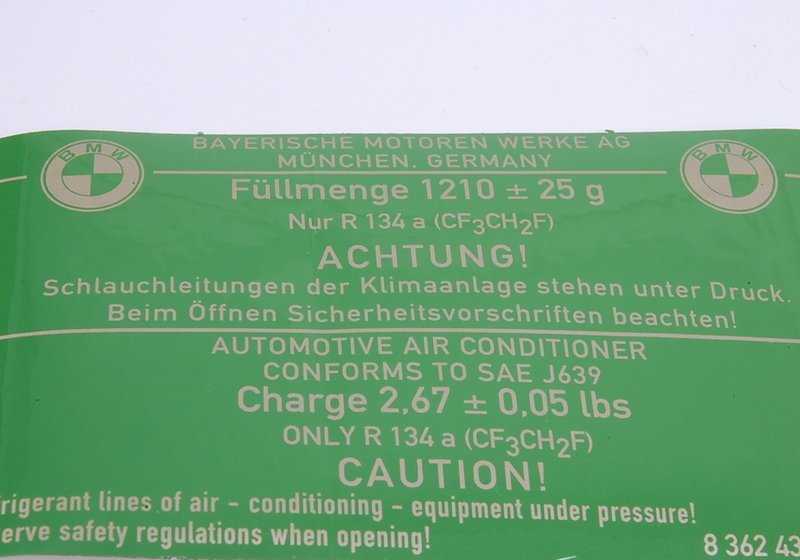 BAYERISCHE MOTOREN WERKE AG
MÜNCHEN. GERMANY
BMW
BMW
Füllmenge 1210 ± 25 g
Nur R 134 a (CF3CH2F)
ACHTUNG!
Schlauchleitungen der Klimaanlage stehen unter Druck.
Beim Öffnen Sicherheitsvorschriften beachten!
AUTOMOTIVE AIR CONDITIONER
CONFORMS TO SAE J639
Charge 2,67 ± 0,05 lbs
ONLY R 134 a (CF3CH2F)
CAUTION!
rigerant lines of air - conditioning - equipment under pressure!
erve safety regulations when opening!
8 362 43